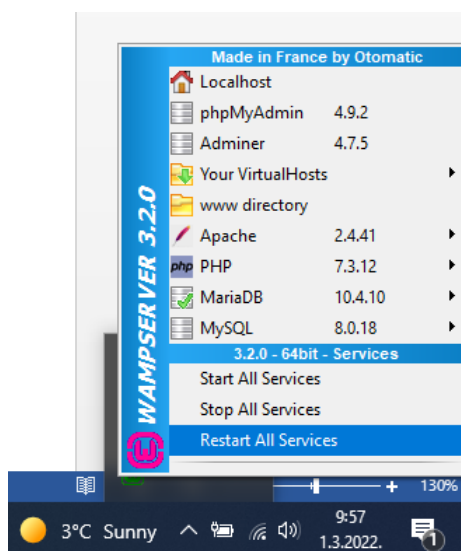 Made in France by Otomatic
Localhost
phpMyAdmin 4.9.2
Adminer 4.7.5
Your VirtualHosts
www directory
Apache 2.4.41
php PHP 7.3.12
MariaDB 10.4.10
MySQL 8.0.18
WAMPSERVER 3.2.0
3.2.0 - 64bit - Services
Start All Services
Stop All Services
Restart All Services
130%
3°C Sunny
9:57
1.3.2022.
1